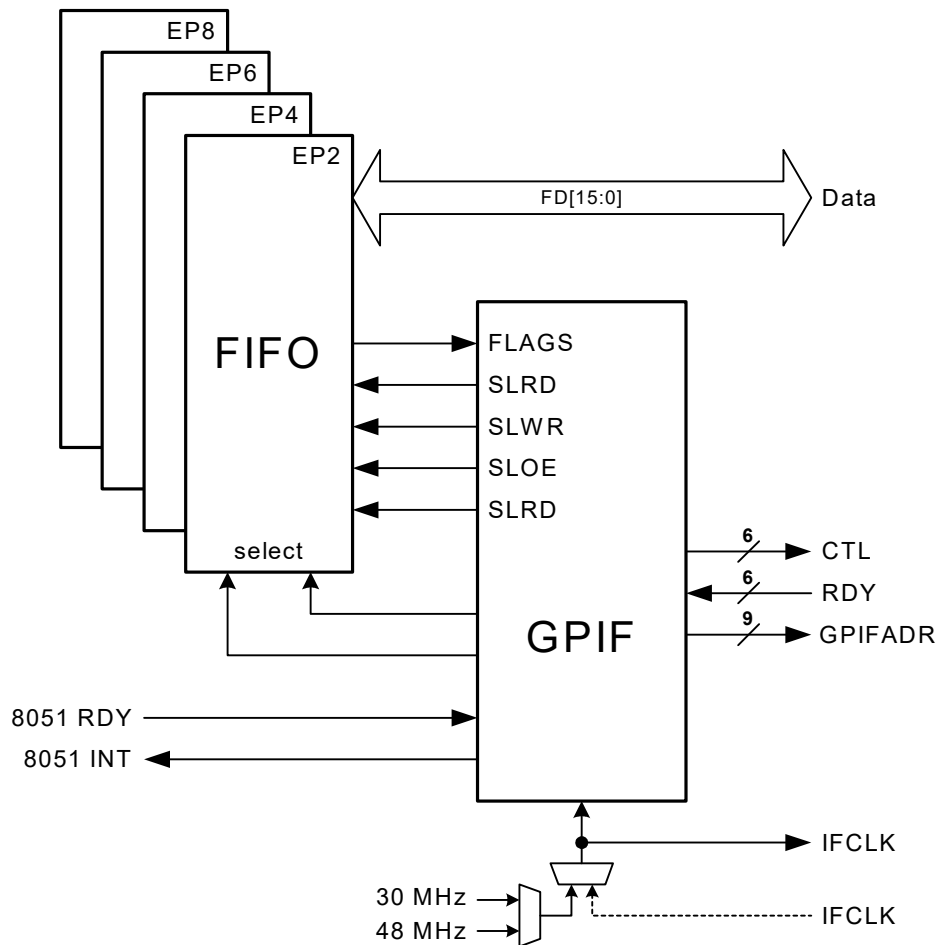 EP8
EP6
EP4
EP2
FD[15:0]
Data
FIFO
FLAGS
SLRD
SLWR
SLOE
SLRD
select
6
CTL
6
RDY
9
GPIFADR
GPIF
8051 RDY
8051 INT
IFCLK
30 MHz
48 MHz
IFCLK